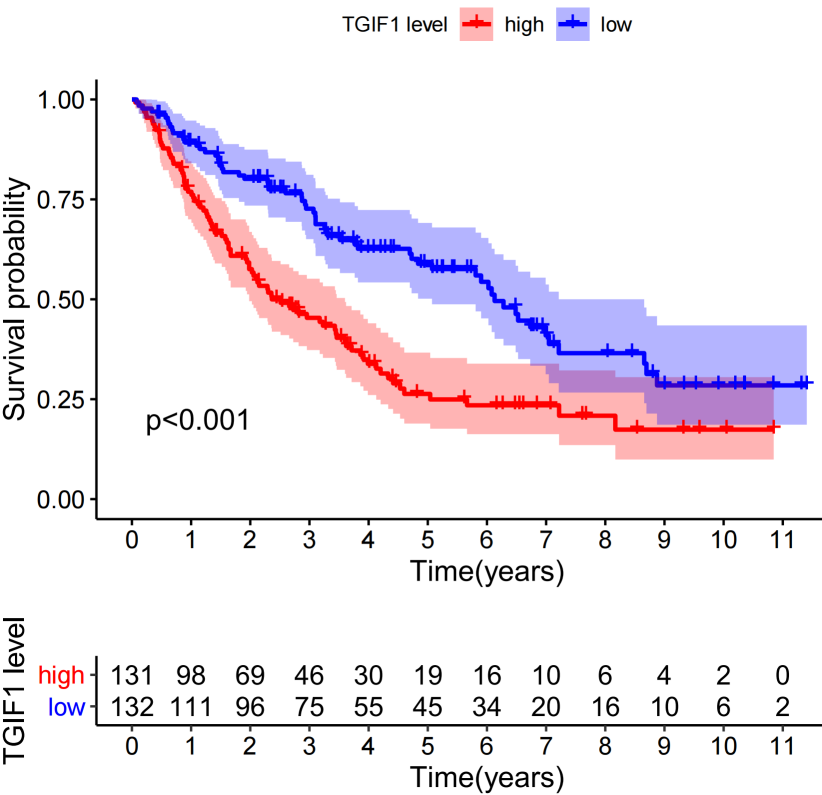 TGIF1 level high low
1.00
0.75
0.50
0.25
0.00
Survival probability
p<0.001
0 1 2 3 4 5 6 7 8 9 10 11
Time(years)
TGIF1 level
high 131 98 69 46 30 19 16 10 6 4 2 0
low 132 111 96 75 55 45 34 20 16 10 6 2
0 1 2 3 4 5 6 7 8 9 10 11
Time(years)